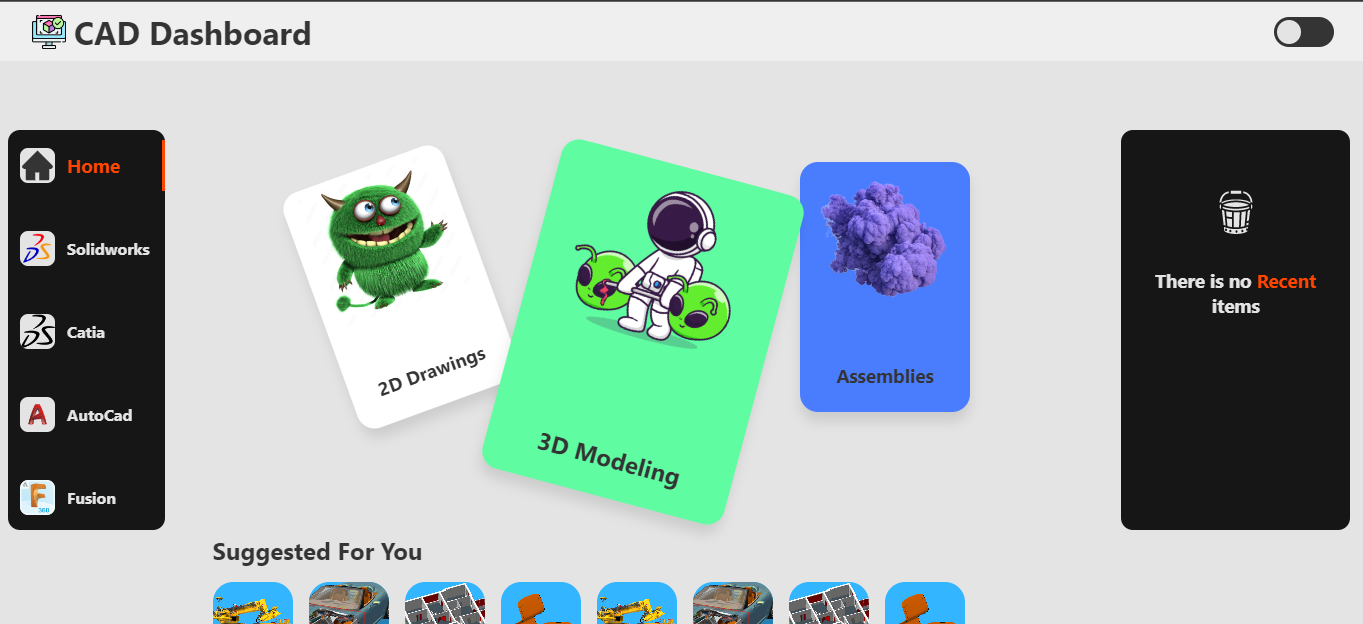 CAD Dashboard
Home
Solidworks
Catia
AutoCad
Fusion
2D Drawings
3D Modeling
Assemblies
There is no Recent
items
Suggested For You